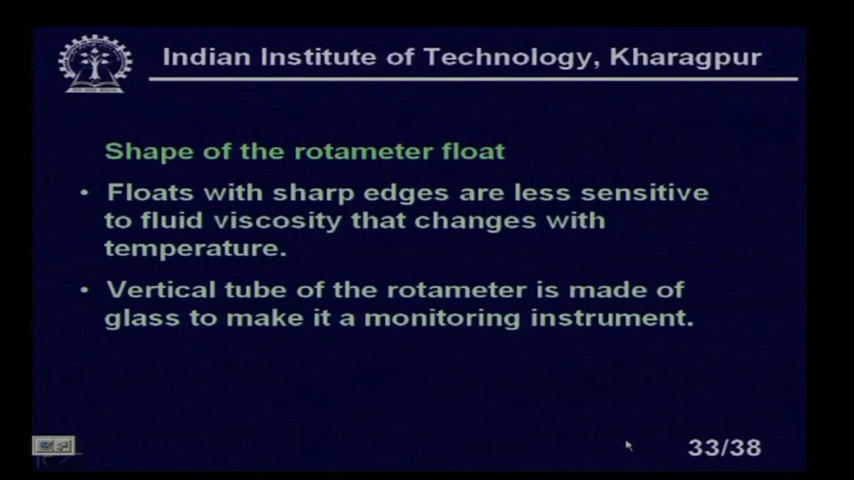 Indian Institute of Technology, Kharagpur
Shape of the rotameter float
• Floats with sharp edges are less sensitive
to fluid viscosity that changes with
temperature.
• Vertical tube of the rotameter is made of
glass to make it a monitoring instrument.
33/38